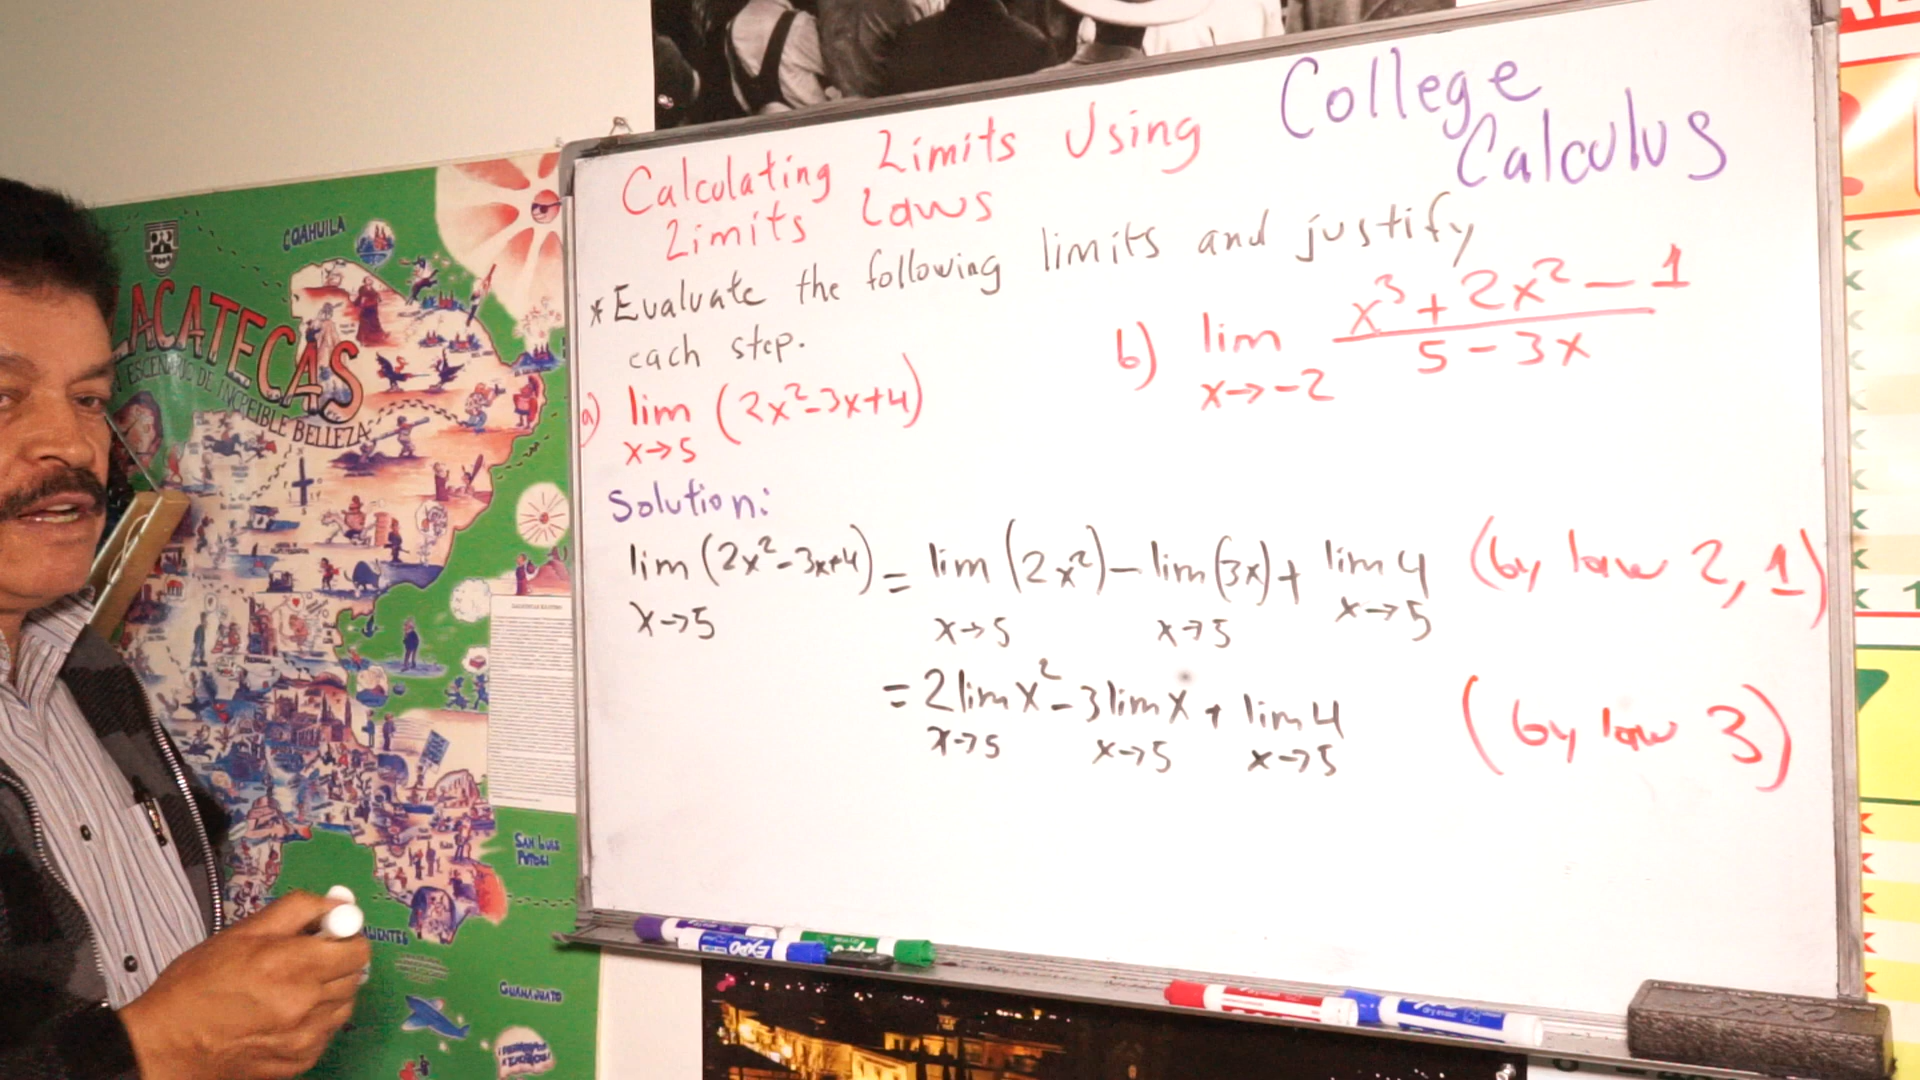 College
Calculus
Calculating Limits Using
Limits Laws
* Evaluate the following limits and justify
each step.
a) lim (2x²-3x+4)
x→5
b) lim x³+2x²-1
5-3x
x→-2
Solution:
lim (2x²-3x+4) = lim (2x²) - lim (3x) + lim 4 (by law 2, 1)
x→5 x→5 x→5 x→5
= 2 lim x² - 3 lim x + lim 4 (by law 3)
x→5 x→5 x→5
COAHUILA
ZACATECAS
ESCENARIO DE INCREIBLE BELLEZA
SAN LUIS
POTOSI
GUANAJUATO
EXPO